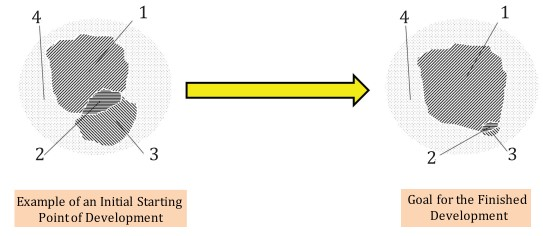 4
1
2
3
4
1
2
3
Example of an Initial Starting
Point of Development
Goal for the Finished
Development